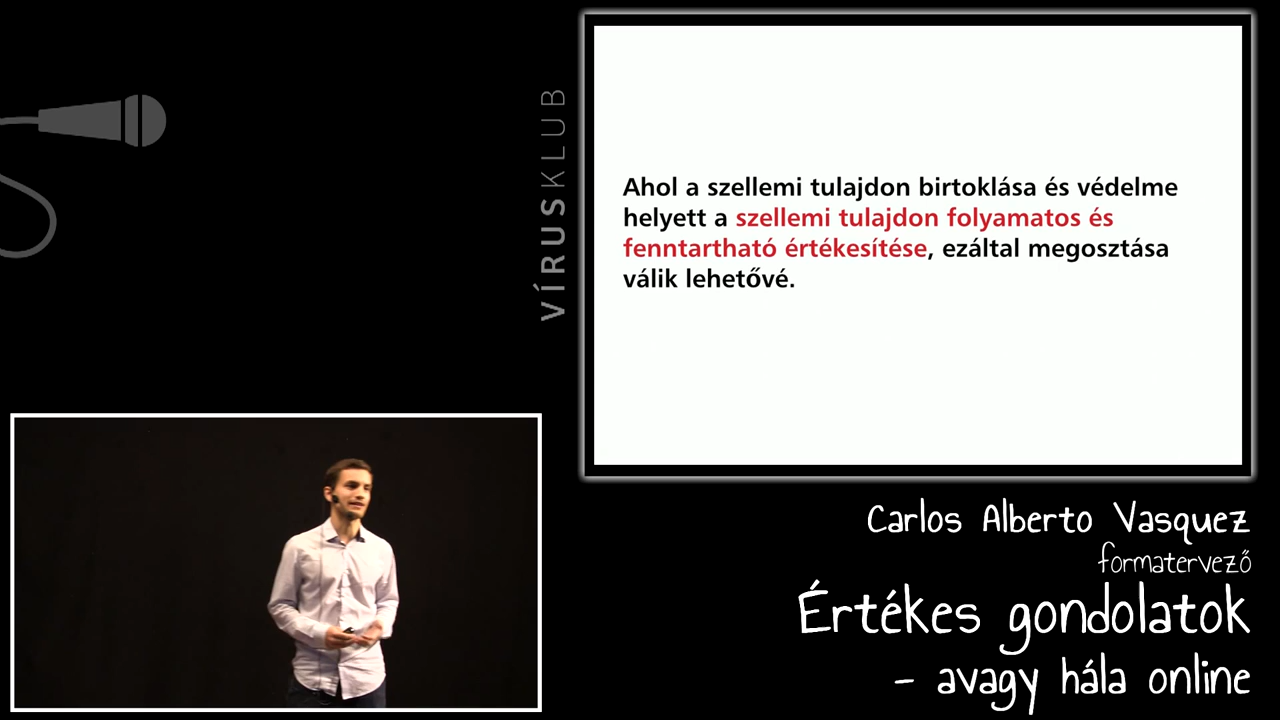 VÍRUSKLUB
Ahol a szellemi tulajdon birtoklása és védelme
helyett a szellemi tulajdon folyamatos és
fenntartható értékesítése, ezáltal megosztása
válik lehetővé.
Carlos Alberto Vasquez
formatervező
Értékes gondolatok
- avagy hála online